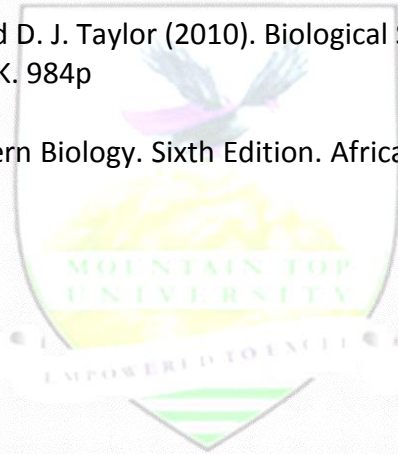 d D. J. Taylor (2010). Biological S
K. 984p
ern Biology. Sixth Edition. Africa
MOUNTAIN TOP
UNIVERSITY
EMPOWERED TO EXCEL